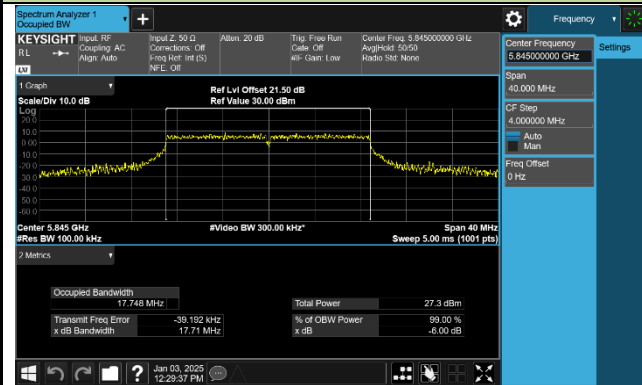 Spectrum Analyzer 1
Occupied BW
Frequency
KEYSIGHT
RL
LXI
Input: RF
Coupling: AC
Align: Auto
Input Z: 50 Ω
Corrections: Off
Freq Ref: Int (S)
NFE: Off
Atten: 20 dB
Trig: Free Run
Gate: Off
#IF Gain: Low
Center Freq: 5.845000000 GHz
Avg|Hold: 50/50
Radio Std: None
Center Frequency
5.845000000 GHz
Settings
Span
40.000 MHz
CF Step
4.000000 MHz
Auto
Man
Freq Offset
0 Hz
1 Graph
Scale/Div 10.0 dB
Ref Lvl Offset 21.50 dB
Ref Value 30.00 dBm
Log
20.0
10.0
0.00
-10.0
-20.0
-30.0
-40.0
-50.0
-60.0
Center 5.845 GHz
#Video BW 300.00 kHz*
Span 40 MHz
#Res BW 100.00 kHz
Sweep 5.00 ms (1001 pts)
2 Metrics
Occupied Bandwidth
17.748 MHz
Total Power 27.3 dBm
Transmit Freq Error -39.192 kHz
% of OBW Power 99.00 %
x dB Bandwidth 17.71 MHz
x dB -6.00 dB
Jan 03, 2025
12:29:37 PM